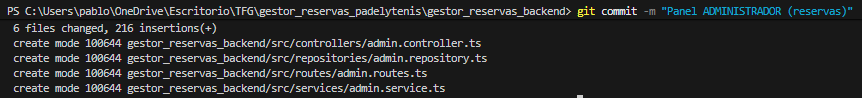 PS C:\Users\pablo\OneDrive\Escritorio\TFG\gestor_reservas_padelytenis\gestor_reservas_backend> git commit -m "Panel ADMINISTRADOR (reservas)"
6 files changed, 216 insertions(+)
create mode 100644 gestor_reservas_backend/src/controllers/admin.controller.ts
create mode 100644 gestor_reservas_backend/src/repositories/admin.repository.ts
create mode 100644 gestor_reservas_backend/src/routes/admin.routes.ts
create mode 100644 gestor_reservas_backend/src/services/admin.service.ts